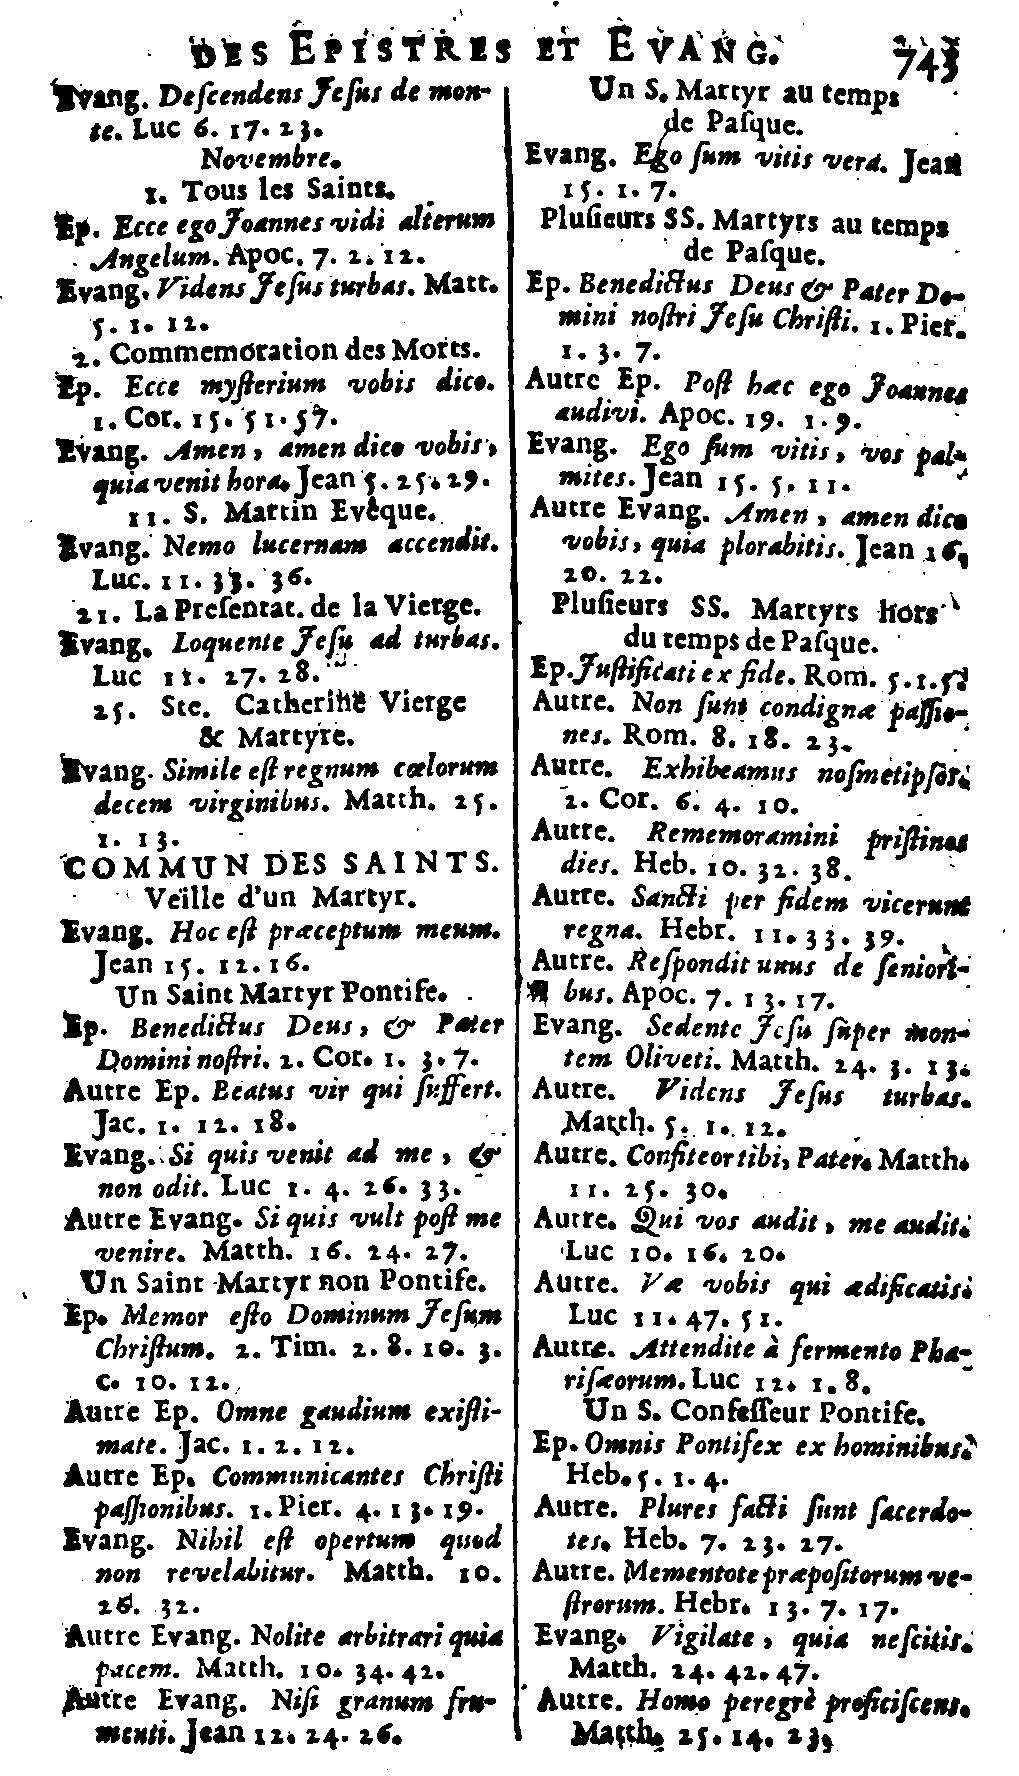 DES EPISTRES ET EVANG. 743
Evang. Deſcendens Jeſus de mon-
te. Luc 6. 17. 23.
Novembre.
1. Tous les Saints.
Ep. Ecce ego Joannes vidi alterum
Angelum. Apoc. 7. 2. 12.
Evang. Videns Jeſus turbas. Matt.
5. 1. 12.
2. Commemoration des Morts.
Ep. Ecce myſterium vobis dico.
1. Cor. 15. 51. 57.
Evang. Amen, amen dico vobis,
quia venit hora. Jean 5. 25. 29.
11. S. Martin Evêque.
Evang. Nemo lucernam accendit.
Luc. 11. 33. 36.
21. La Preſentat. de la Vierge.
Evang. Loquente Jeſu ad turbas.
Luc 11. 27. 28.
25. Ste. Catherine Vierge
& Martyre.
Evang. Simile eſt regnum cœlorum
decem virginibus. Matth. 25.
1. 13.
COMMUN DES SAINTS.
Veille d'un Martyr.
Evang. Hoc eſt præceptum meum.
Jean 15. 12. 16.
Un Saint Martyr Pontife.
Ep. Benedictus Deus, & Pater
Domini noſtri. 2. Cor. 1. 3. 7.
Autre Ep. Beatus vir qui ſuffert.
Jac. 1. 12. 18.
Evang. Si quis venit ad me, &
non odit. Luc 1. 4. 26. 33.
Autre Evang. Si quis vult poſt me
venire. Matth. 16. 24. 27.
Un Saint Martyr non Pontife.
Ep. Memor eſto Dominum Jeſum
Chriſtum. 2. Tim. 2. 8. 10. 3.
c. 10. 12.
Autre Ep. Omne gaudium exiſti-
mate. Jac. 1. 2. 12.
Autre Ep. Communicantes Chriſti
paſſionibus. 1. Pier. 4. 13. 19.
Evang. Nihil eſt opertum quod
non revelabitur. Matth. 10.
26. 32.
Autre Evang. Nolite arbitrari quia
pacem. Matth. 10. 34. 42.
Autre Evang. Niſi granum fru-
menti. Jean 12. 24. 26.
Un S. Martyr au temps
de Paſque.
Evang. Ego ſum vitis vera. Jean
15. 1. 7.
Pluſieurs SS. Martyrs au temps
de Paſque.
Ep. Benedictus Deus & Pater Do-
mini noſtri Jeſu Chriſti. 1. Pier.
1. 3. 7.
Autre Ep. Poſt hæc ego Joannes
audivi. Apoc. 19. 1. 9.
Evang. Ego ſum vitis, vos pal-
mites. Jean 15. 5. 11.
Autre Evang. Amen, amen dico
vobis, quia plorabitis. Jean 16.
20. 22.
Pluſieurs SS. Martyrs hors
du temps de Paſque.
Ep. Juſtificati ex fide. Rom. 5. 1. 5.
Autre. Non ſunt condignæ paſſio-
nes. Rom. 8. 18. 23.
Autre. Exhibeamus noſmetipſos.
2. Cor. 6. 4. 10.
Autre. Rememoramini priſtinos
dies. Heb. 10. 32. 38.
Autre. Sancti per fidem vicerunt
regna. Hebr. 11. 33. 39.
Autre. Reſpondit unus de ſeniori-
bus. Apoc. 7. 13. 17.
Evang. Sedente Jeſu ſuper mon-
tem Oliveti. Matth. 24. 3. 13.
Autre. Videns Jeſus turbas.
Matth. 5. 1. 12.
Autre. Confiteor tibi, Pater. Matth.
11. 25. 30.
Autre. Qui vos audit, me audit.
Luc 10. 16. 20.
Autre. Væ vobis qui ædificatis.
Luc 11. 47. 51.
Autre. Attendite à fermento Pha-
riſæorum. Luc 12. 1. 8.
Un S. Confeſſeur Pontife.
Ep. Omnis Pontifex ex hominibus.
Heb. 5. 1. 4.
Autre. Plures facti ſunt ſacerdo-
tes. Heb. 7. 23. 27.
Autre. Mementote præpoſitorum ve-
ſtrorum. Hebr. 13. 7. 17.
Evang. Vigilate, quia neſcitis.
Matth. 24. 42. 47.
Autre. Homo peregrè proficiſcens.
Matth. 25. 14. 23.